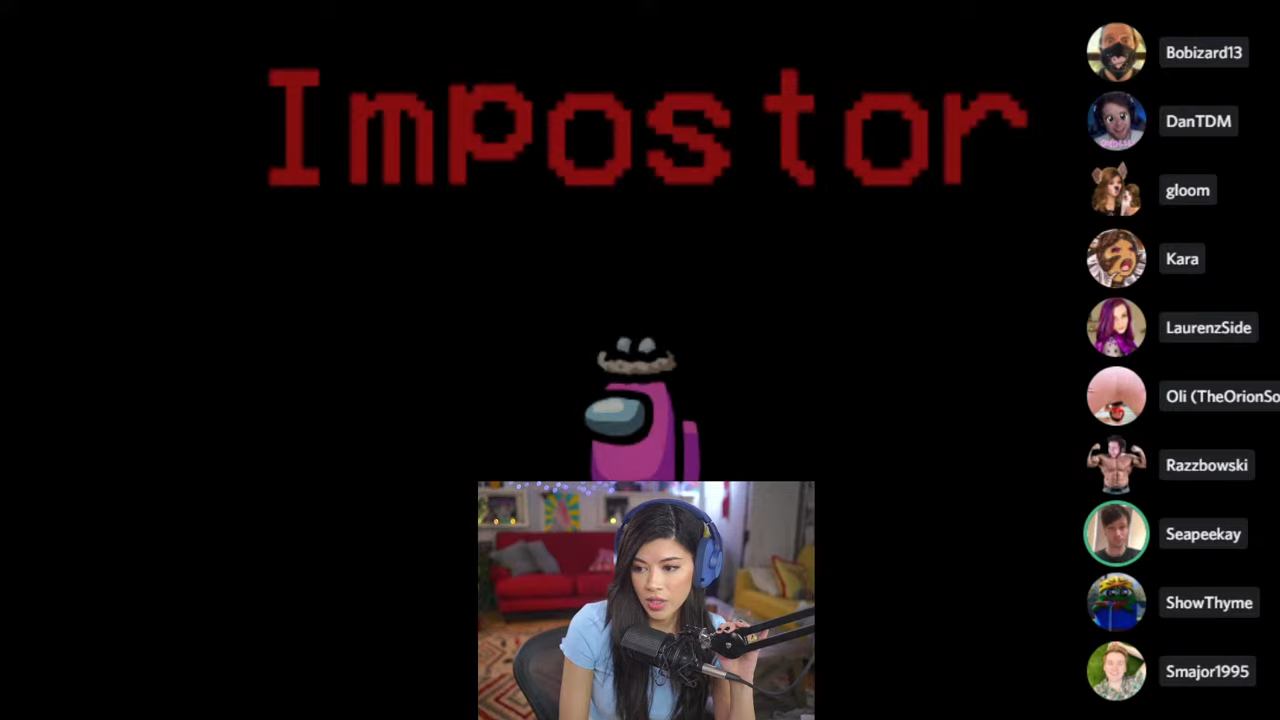 Impostor
Bobizard13
DanTDM
gloom
Kara
LaurenzSide
Oli (TheOrionSo
Razzbowski
Seapeekay
ShowThyme
Smajor1995